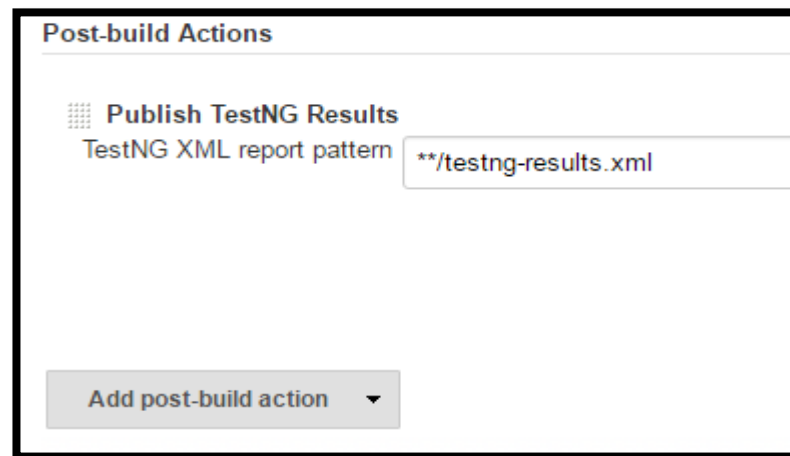 Post-build Actions
Publish TestNG Results
TestNG XML report pattern **/testng-results.xml
Add post-build action